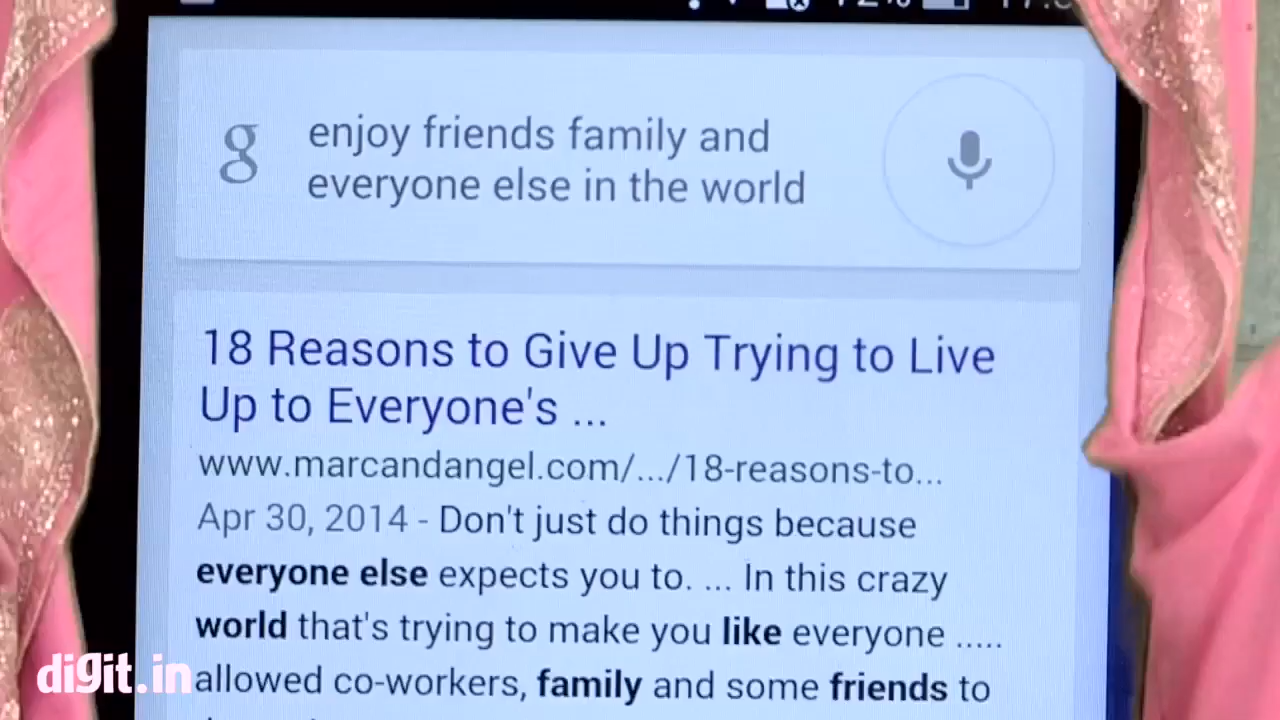 g
enjoy friends family and
everyone else in the world
18 Reasons to Give Up Trying to Live
Up to Everyone's ...
www.marcandangel.com/.../18-reasons-to...
Apr 30, 2014 - Don't just do things because
everyone else expects you to. ... In this crazy
world that's trying to make you like everyone .....
allowed co-workers, family and some friends to
digit.in